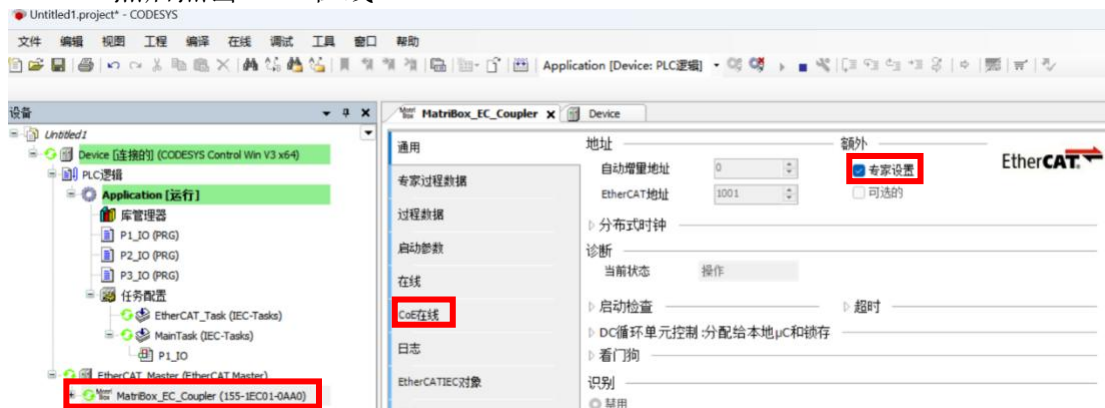 Untitled1.project* - CODESYS
文件 编辑 视图 工程 编译 在线 调试 工具 窗口 帮助
Application [Device: PLC逻辑]
设备
MatriBox_EC_Coupler
Device
Untitled1
Device [连接的] (CODESYS Control Win V3 x64)
PLC逻辑
Application [运行]
库管理器
P1_IO (PRG)
P2_IO (PRG)
P3_IO (PRG)
任务配置
EtherCAT_Task (IEC-Tasks)
MainTask (IEC-Tasks)
P1_IO
EtherCAT_Master (EtherCAT Master)
MatriBox_EC_Coupler (155-1EC01-0AA0)
通用
专家过程数据
过程数据
启动参数
在线
CoE在线
日志
EtherCATIEC对象
地址
自动增量地址 0
EtherCAT地址 1001
额外
专家设置
可选的
EtherCAT
分布式时钟
诊断
当前状态 操作
启动检查
超时
DC循环单元控制:分配给本地μC和锁存
看门狗
识别
禁用